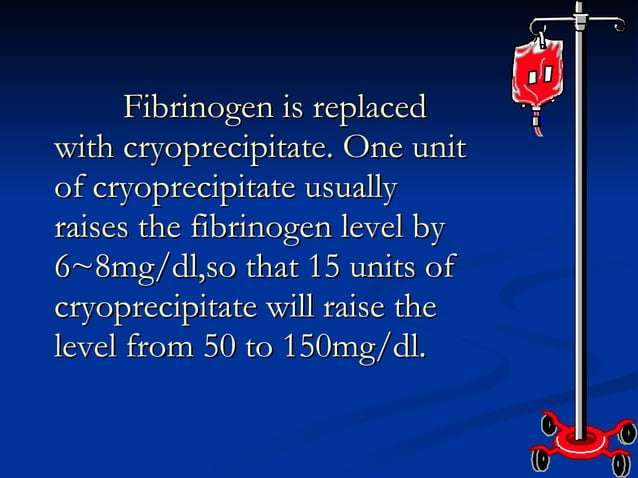 Fibrinogen is replaced
with cryoprecipitate. One unit
of cryoprecipitate usually
raises the fibrinogen level by
6~8mg/dl,so that 15 units of
cryoprecipitate will raise the
level from 50 to 150mg/dl.